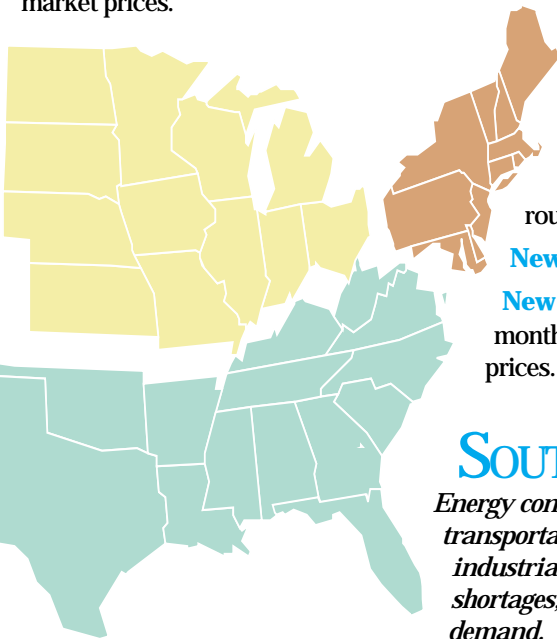 market prices.
rou
New
New
month
prices.
SOUT
Energy con
transporta
industria
shortages,
demand.